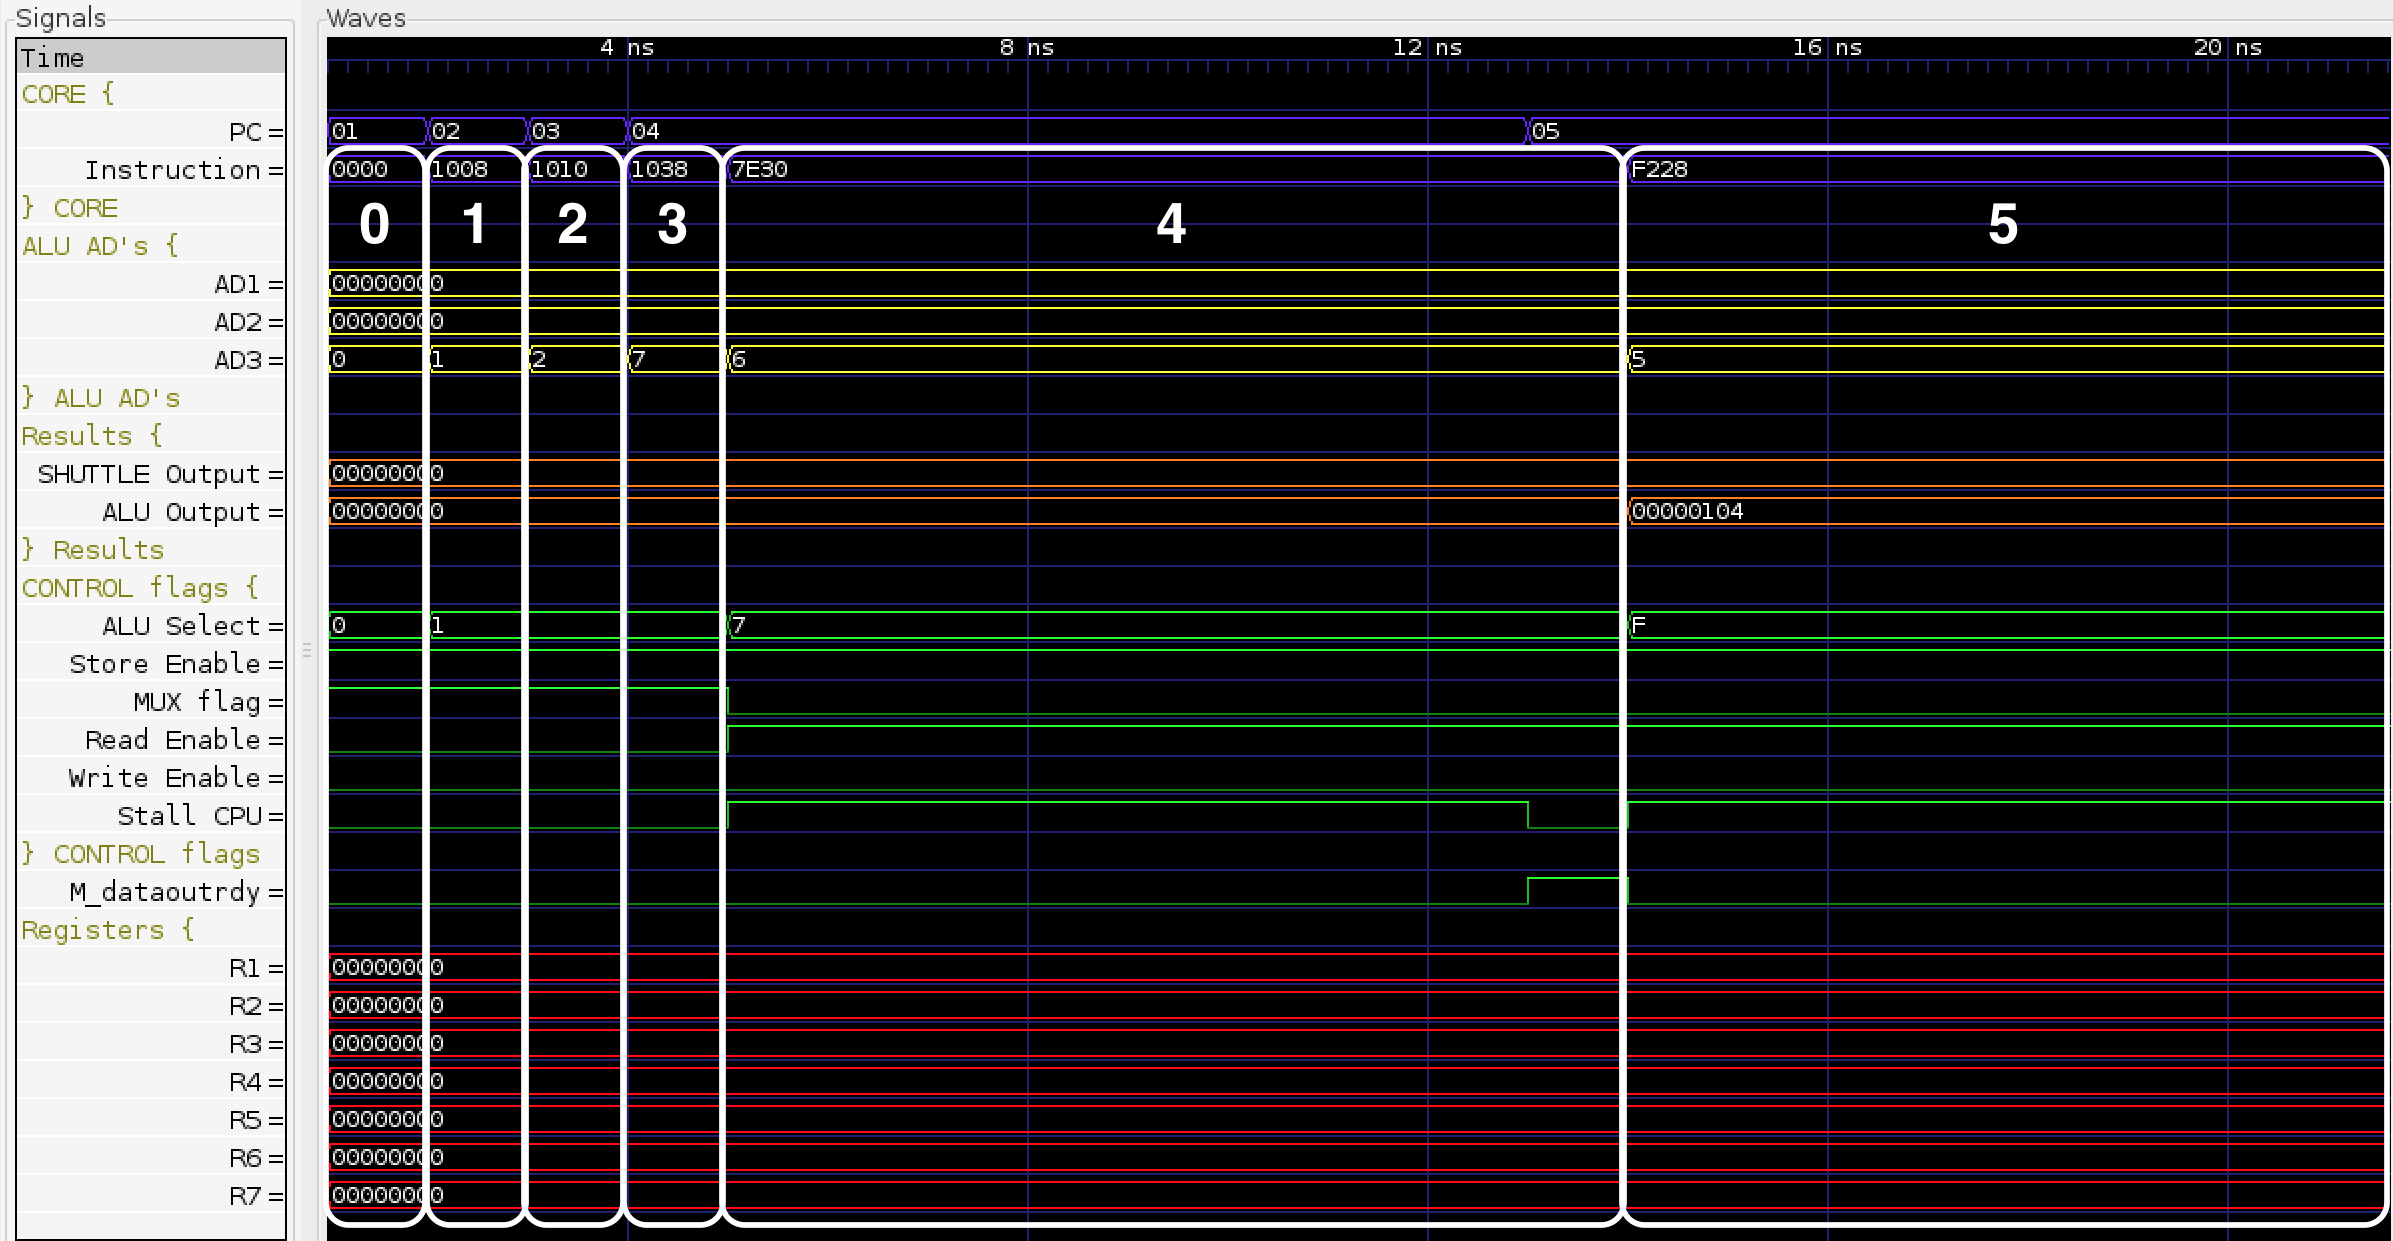 Signals Waves
Time 4 ns 8 ns 12 ns 16 ns 20 ns
CORE {
PC = 01 02 03 04 05
Instruction = 0000 1008 1010 1038 7E30 F228
} CORE 0 1 2 3 4 5
ALU AD's {
AD1 = 00000000
AD2 = 00000000
AD3 = 0 1 2 7 6 5
} ALU AD's
Results {
SHUTTLE Output = 00000000
ALU Output = 00000000 00000104
} Results
CONTROL flags {
ALU Select = 0 1 7 F
Store Enable =
MUX flag =
Read Enable =
Write Enable =
Stall CPU =
} CONTROL flags
M_dataoutrdy =
Registers {
R1 = 00000000
R2 = 00000000
R3 = 00000000
R4 = 00000000
R5 = 00000000
R6 = 00000000
R7 = 00000000